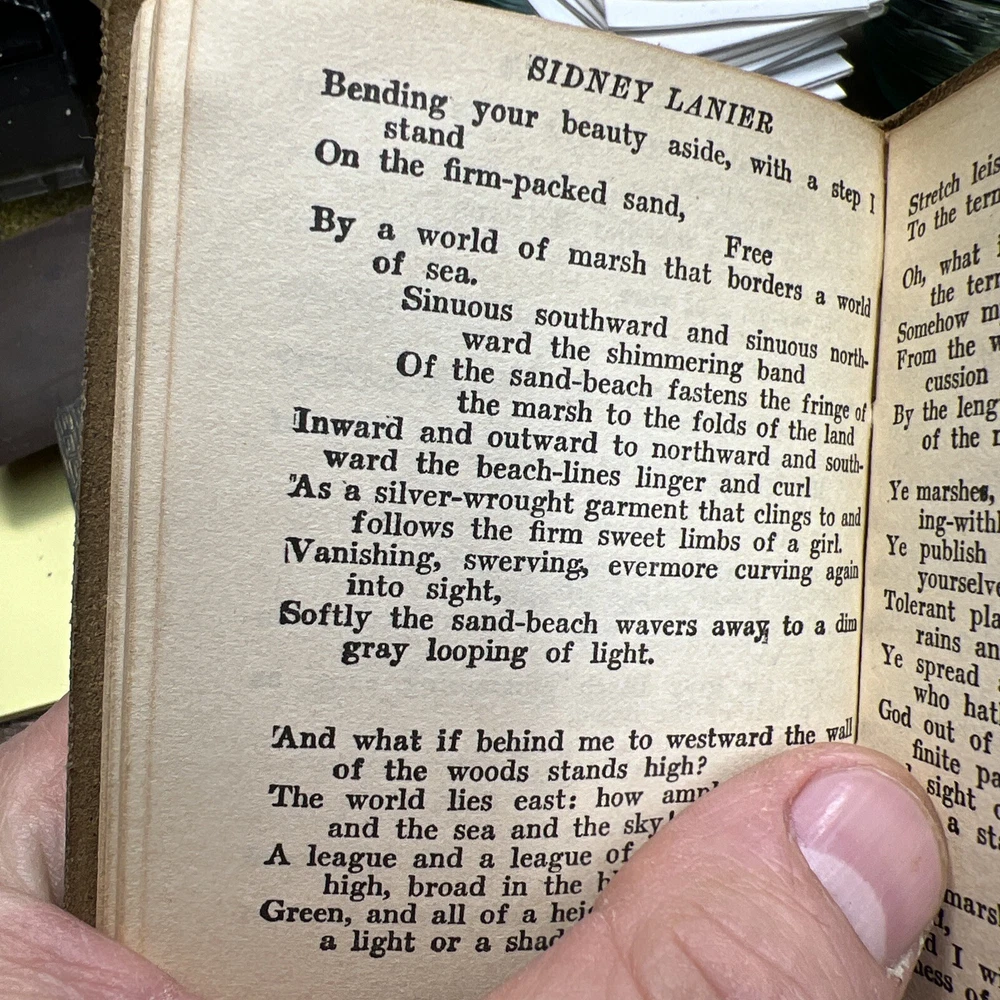 SIDNEY LANIER
Bending your beauty aside, with a step I
stand
On the firm-packed sand,
Free
By a world of marsh that borders a world
of sea.
Sinuous southward and sinuous north-
ward the shimmering band
Of the sand-beach fastens the fringe of
the marsh to the folds of the land
Inward and outward to northward and south-
ward the beach-lines linger and curl
As a silver-wrought garment that clings to and
follows the firm sweet limbs of a girl.
Vanishing, swerving, evermore curving again
into sight,
Softly the sand-beach wavers away, to a dim
gray looping of light.
And what if behind me to westward the wall
of the woods stands high?
The world lies east: how
and the sea and the sky!
A league and a league of
high, broad in the
Green, and all of a
a light or a
Stretch
To the
Oh, what
the
Somehow
From the
cussion
By the
of the
Ye marshes,
Ye publish
Tolerant
rains
Ye spread
who
God out of
finite
sight
a
I
of